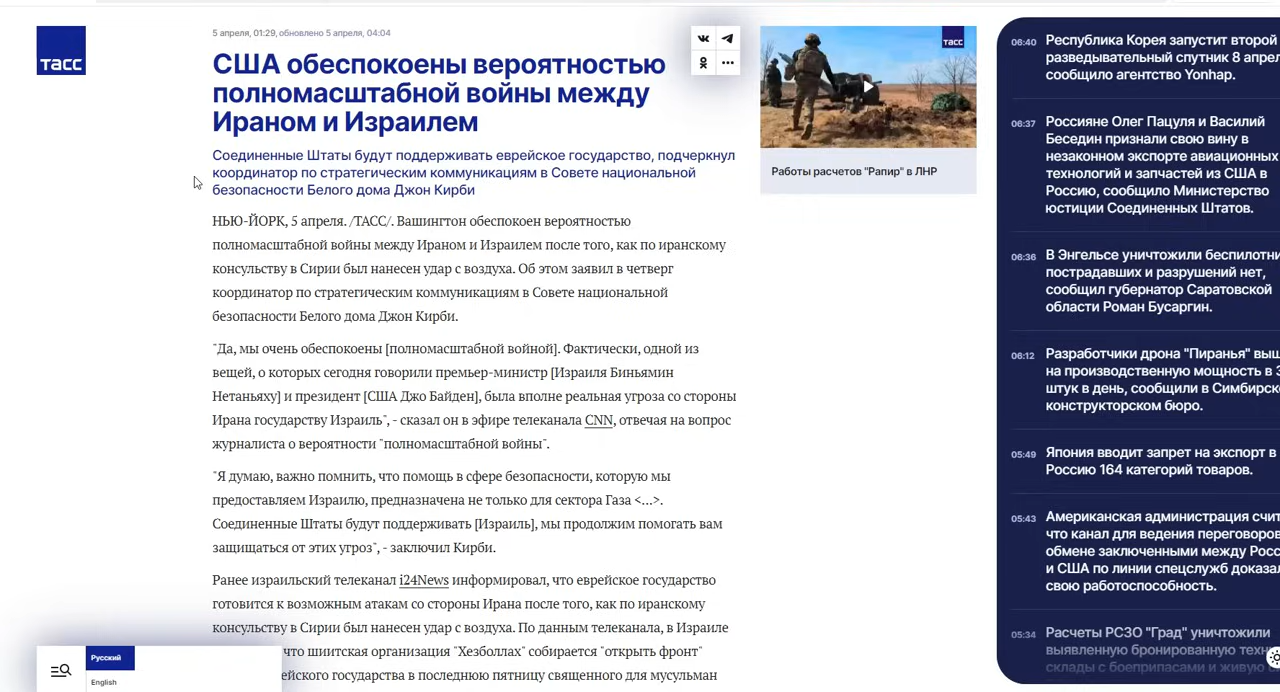 5 апреля, 01:29, обновлено 5 апреля, 04:04
ТАСС
США обеспокоены вероятностью
полномасштабной войны между
Ираном и Израилем
Соединенные Штаты будут поддерживать еврейское государство, подчеркнул
координатор по стратегическим коммуникациям в Совете национальной
безопасности Белого дома Джон Кирби
НЬЮ-ЙОРК, 5 апреля. /ТАСС/. Вашингтон обеспокоен вероятностью
полномасштабной войны между Ираном и Израилем после того, как по иранскому
консульству в Сирии был нанесен удар с воздуха. Об этом заявил в четверг
координатор по стратегическим коммуникациям в Совете национальной
безопасности Белого дома Джон Кирби.
"Да, мы очень обеспокоены [полномасштабной войной]. Фактически, одной из
вещей, о которых сегодня говорили премьер-министр [Израиля Биньямин
Нетаньяху] и президент [США Джо Байден], была вполне реальная угроза со стороны
Ирана государству Израиль", - сказал он в эфире телеканала CNN, отвечая на вопрос
журналиста о вероятности "полномасштабной войны".
"Я думаю, важно помнить, что помощь в сфере безопасности, которую мы
предоставляем Израилю, предназначена не только для сектора Газа <...>.
Соединенные Штаты будут поддерживать [Израиль], мы продолжим помогать вам
защищаться от этих угроз", - заключил Кирби.
Ранее израильский телеканал i24News информировал, что еврейское государство
готовится к возможным атакам со стороны Ирана после того, как по иранскому
консульству в Сирии был нанесен удар с воздуха. По данным телеканала, в Израиле
что шиитская организация "Хезболлах" собирается "открыть фронт"
ейского государства в последнюю пятницу священного для мусульман
Русский
English
ТАСС
Работы расчетов "Рапир" в ЛНР
06:40 Республика Корея запустит второй
разведывательный спутник 8 апрел
сообщило агентство Yonhap.
06:37 Россияне Олег Пацуля и Василий
Беседин признали свою вину в
незаконном экспорте авиационных
технологий и запчастей из США в
Россию, сообщило Министерство
юстиции Соединенных Штатов.
06:36 В Энгельсе уничтожили беспилотни
пострадавших и разрушений нет,
сообщил губернатор Саратовской
области Роман Бусаргин.
06:12 Разработчики дрона "Пиранья" выш
на производственную мощность в
штук в день, сообщили в Симбирско
конструкторском бюро.
05:49 Япония вводит запрет на экспорт в
Россию 164 категорий товаров.
05:43 Американская администрация счит
что канал для ведения переговоров
обмене заключенными между Росс
и США по линии спецслужб доказал
свою работоспособность.
05:34 Расчеты РСЗО "Град" уничтожили
выявленную бронированную техн
склады с боеприпасами и живую с